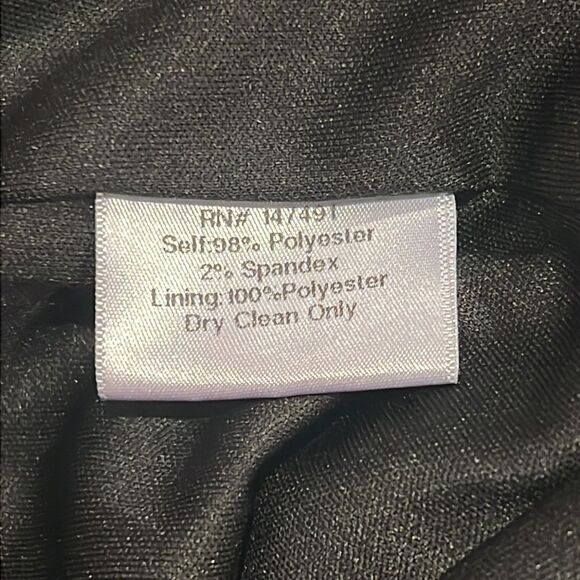 RN# 147491
Self:98% Polyester
2% Spandex
Lining:100%Polyester
Dry Clean Only